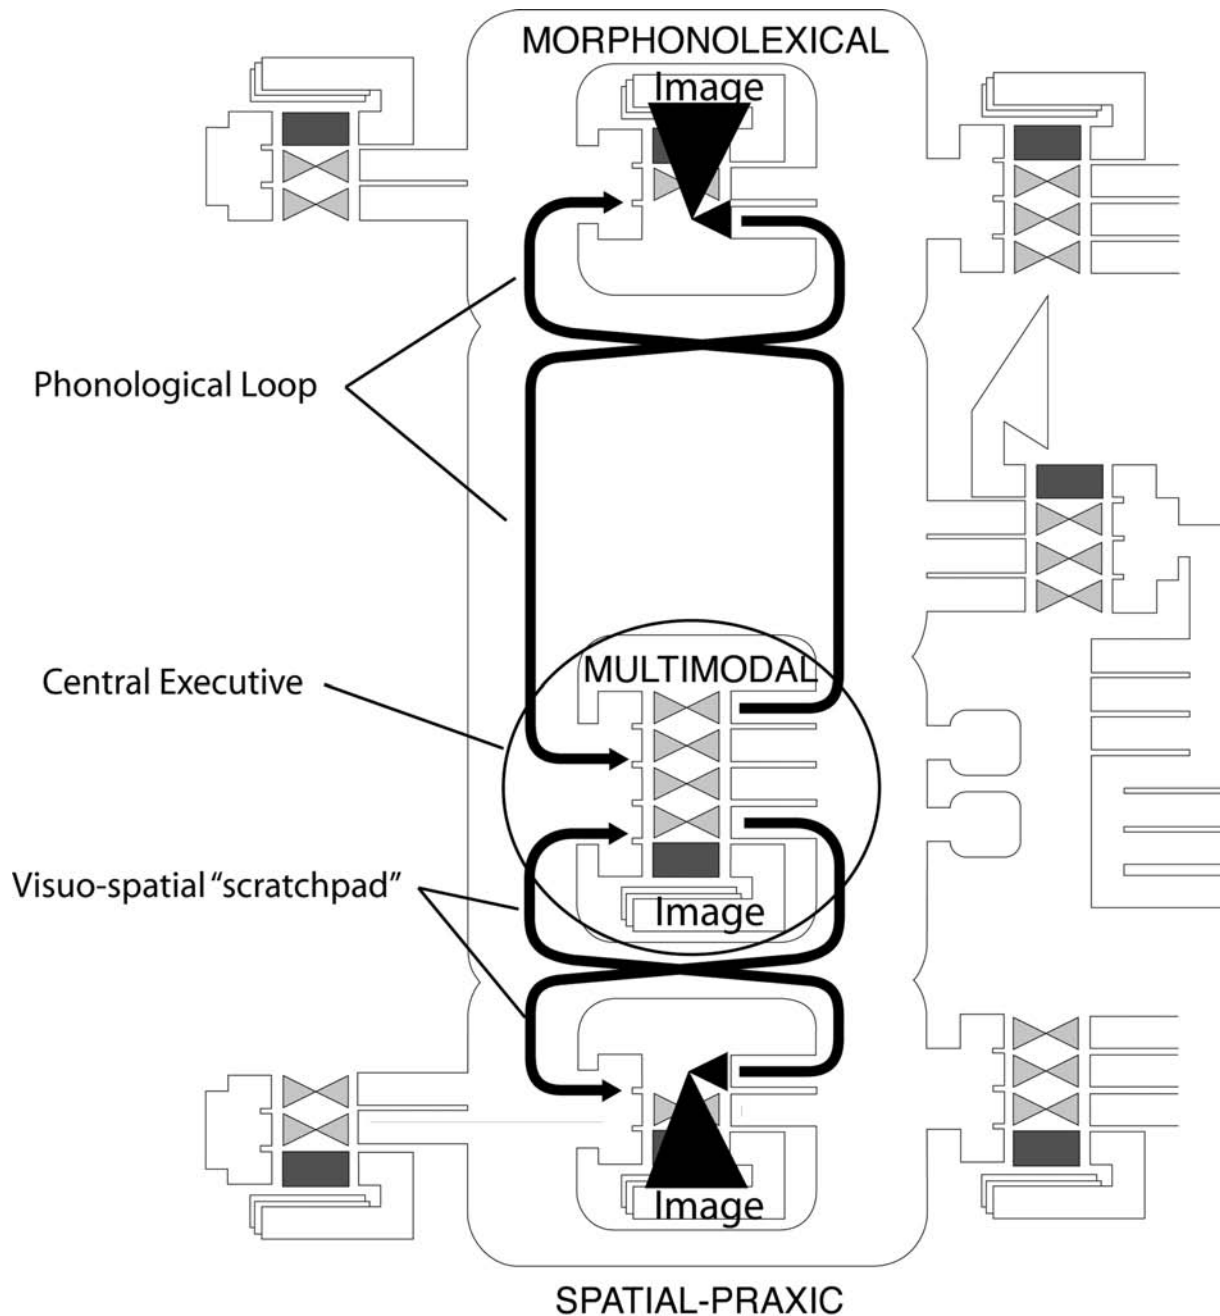 MORPHONOLEXICAL
Image
Phonological Loop
MULTIMODAL
Central Executive
Visuo-spatial “scratchpad”
Image
Image
SPATIAL-PRAXIC